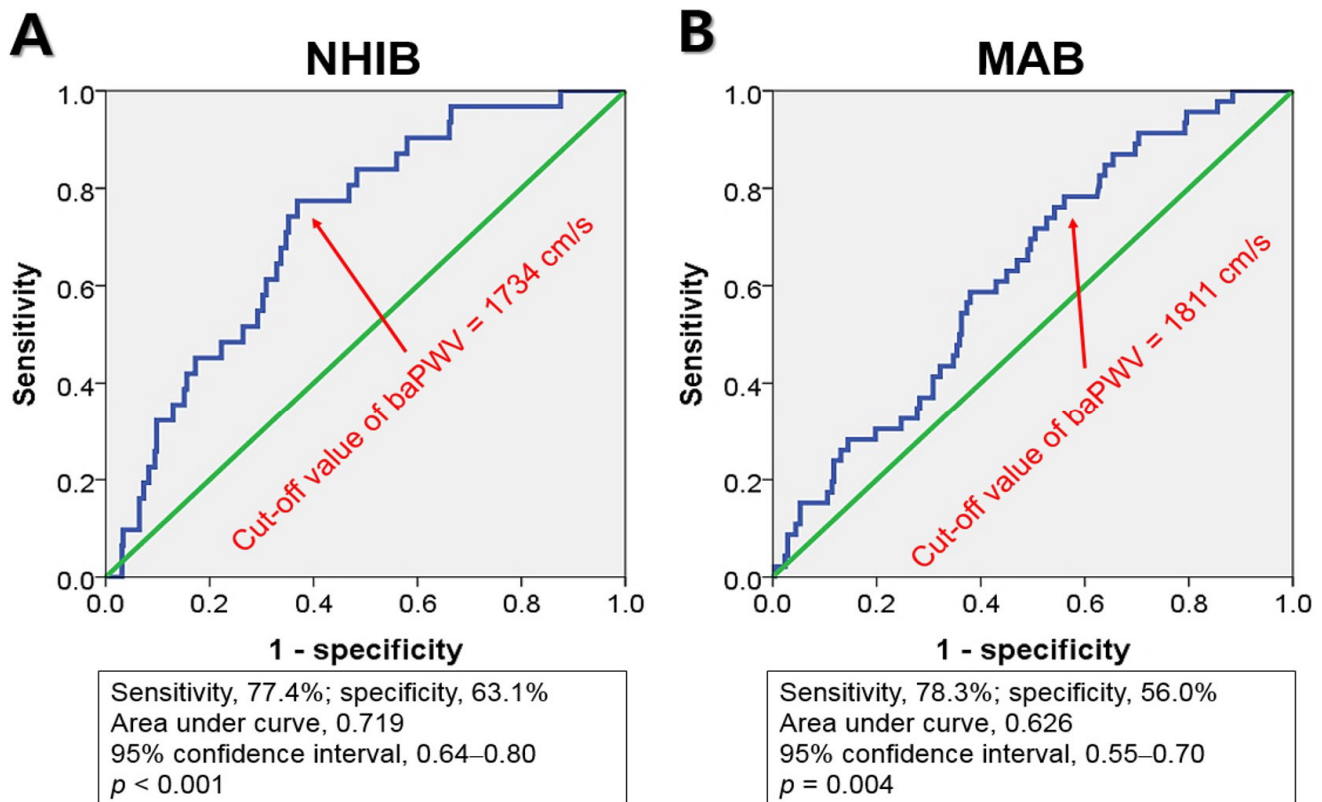 A
NHIB
1.0
0.8
0.6
0.4
0.2
0.0
Sensitivity
0.0 0.2 0.4 0.6 0.8 1.0
1 - specificity
Cut-off value of baPWV = 1734 cm/s
Sensitivity, 77.4%; specificity, 63.1%
Area under curve, 0.719
95% confidence interval, 0.64–0.80
p < 0.001
B
MAB
1.0
0.8
0.6
0.4
0.2
0.0
Sensitivity
0.0 0.2 0.4 0.6 0.8 1.0
1 - specificity
Cut-off value of baPWV = 1811 cm/s
Sensitivity, 78.3%; specificity, 56.0%
Area under curve, 0.626
95% confidence interval, 0.55–0.70
p = 0.004